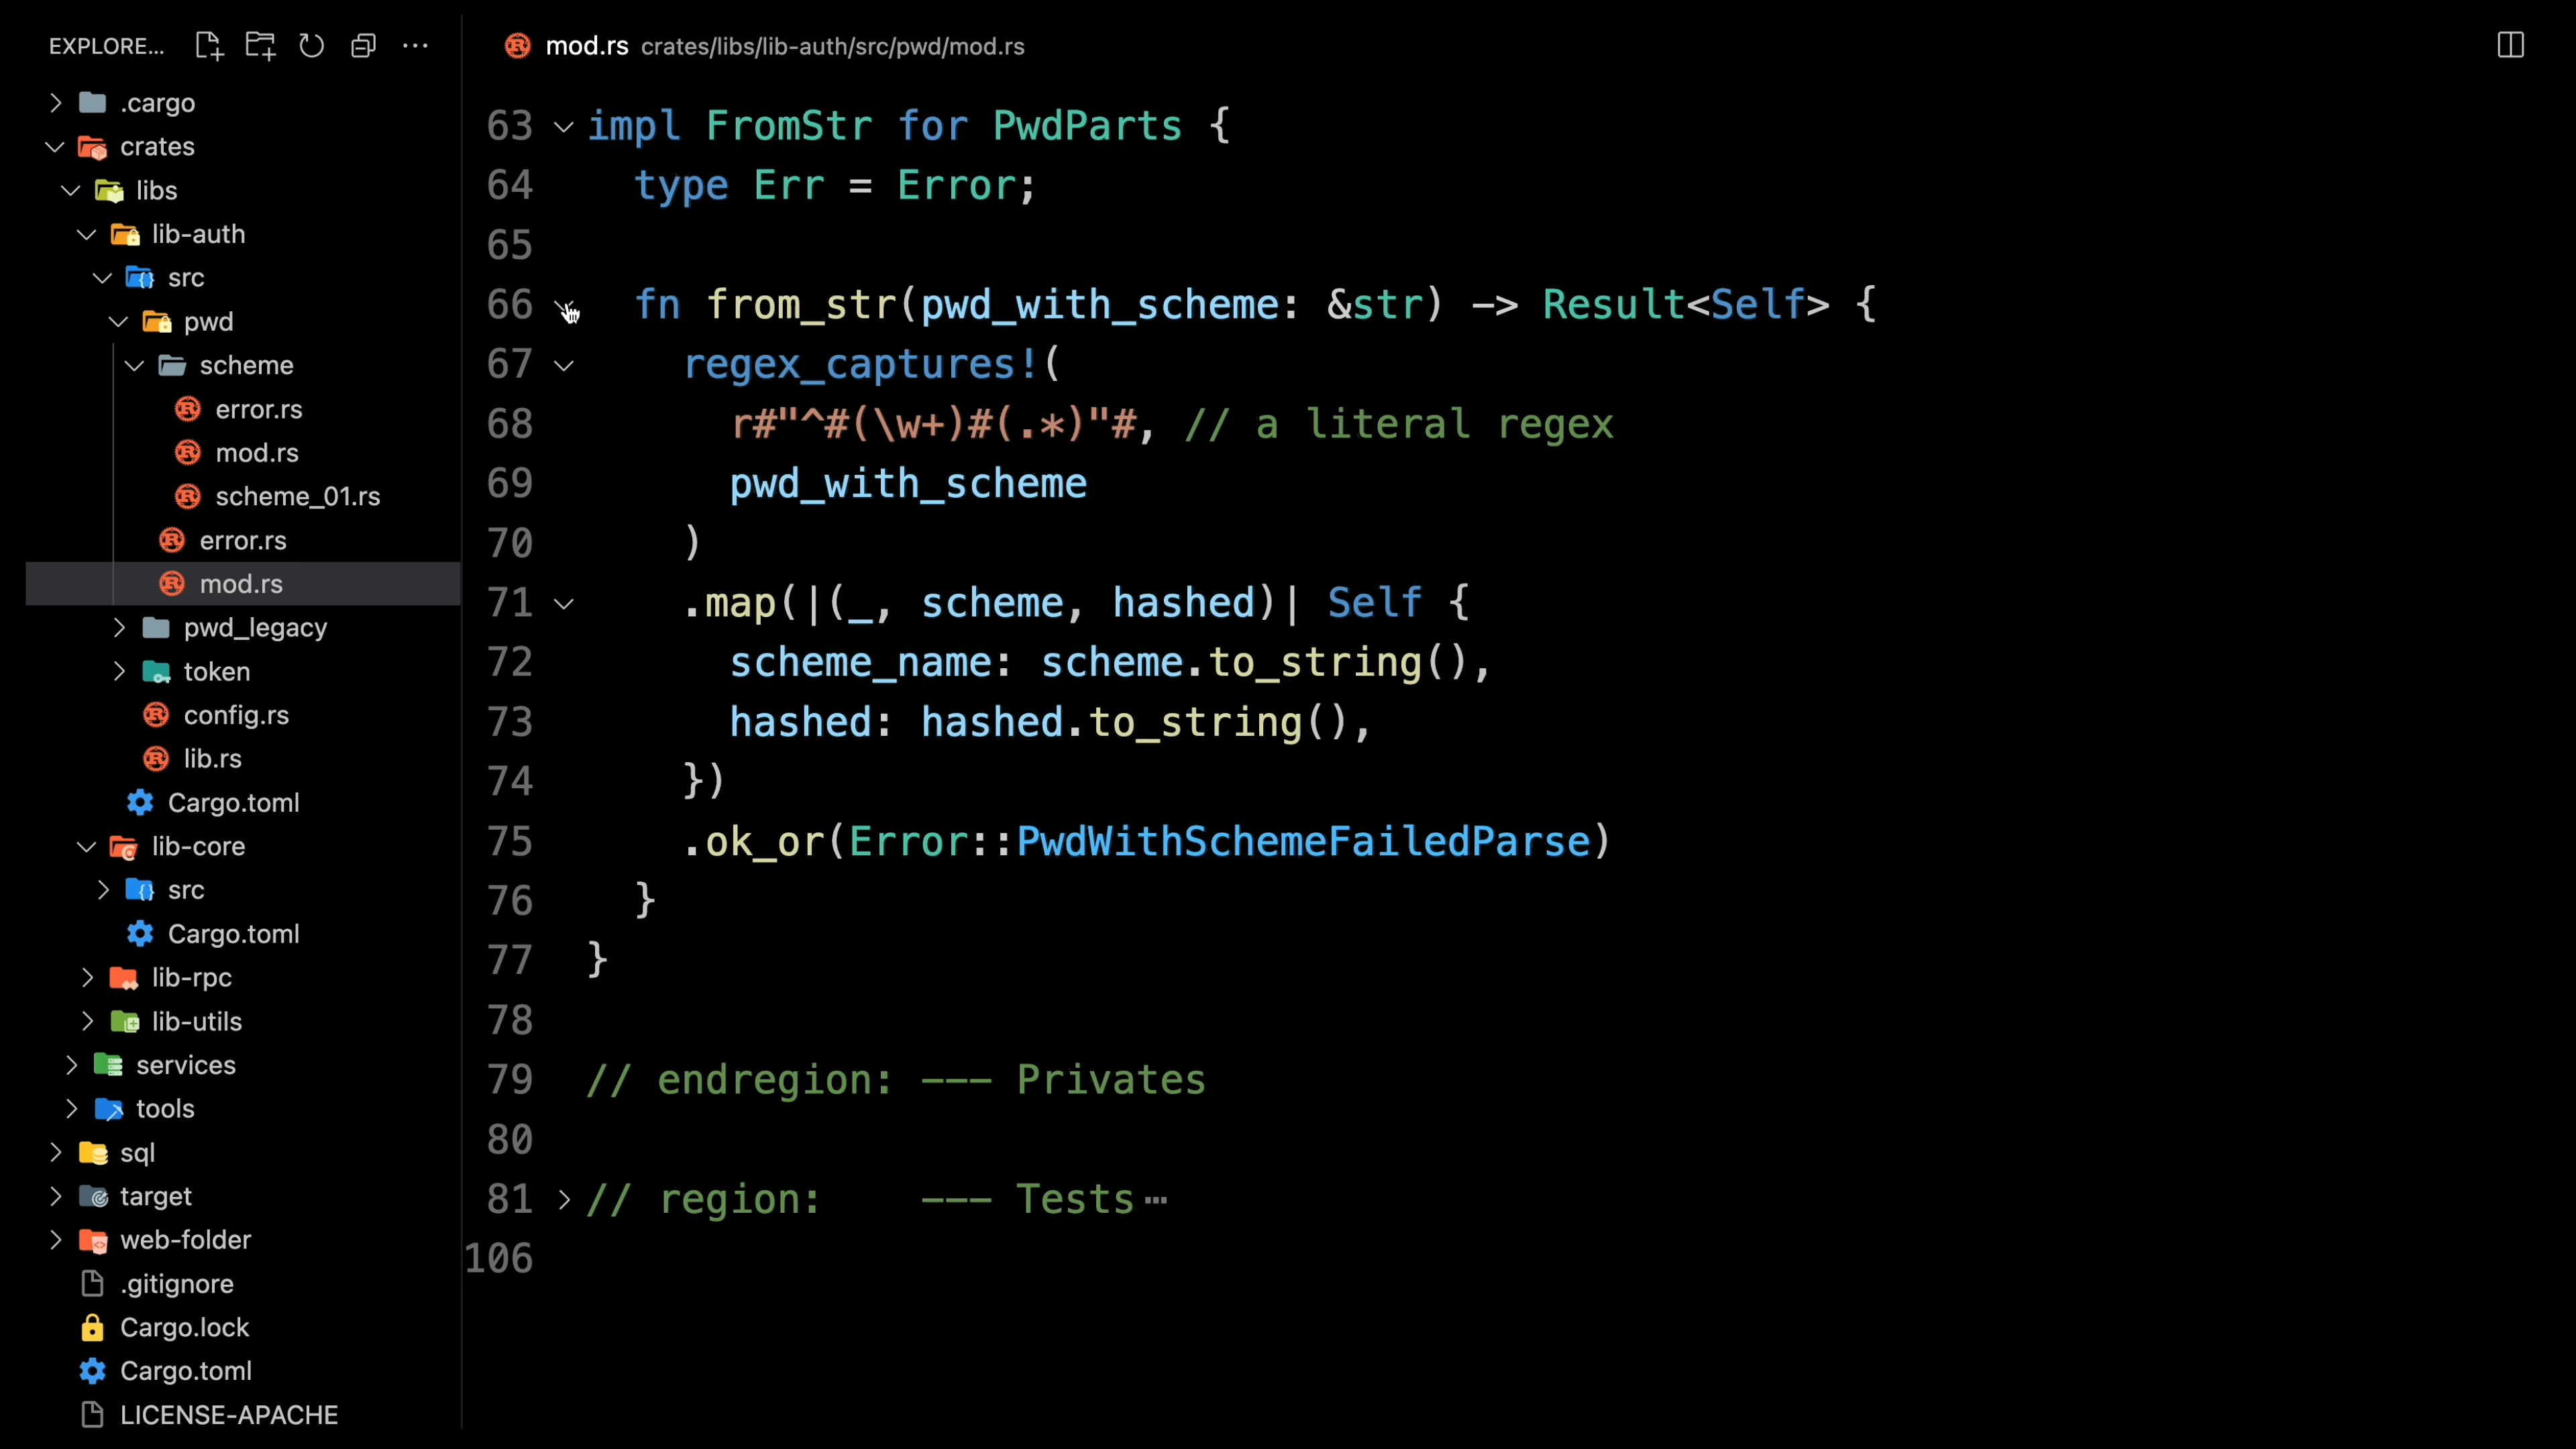 EXPLORE...
.cargo
crates
libs
lib-auth
src
pwd
scheme
error.rs
mod.rs
scheme_01.rs
error.rs
mod.rs
pwd_legacy
token
config.rs
lib.rs
Cargo.toml
lib-core
src
Cargo.toml
lib-rpc
lib-utils
services
tools
sql
target
web-folder
.gitignore
Cargo.lock
Cargo.toml
LICENSE-APACHE
mod.rs crates/libs/lib-auth/src/pwd/mod.rs
63 impl FromStr for PwdParts {
64 type Err = Error;
65
66 fn from_str(pwd_with_scheme: &str) -> Result<Self> {
67 regex_captures!(
68 r#"^#(\w+)#(.*)"#, // a literal regex
69 pwd_with_scheme
70 )
71 .map(|(_, scheme, hashed)| Self {
72 scheme_name: scheme.to_string(),
73 hashed: hashed.to_string(),
74 })
75 .ok_or(Error::PwdWithSchemeFailedParse)
76 }
77 }
78
79 // endregion: --- Privates
80
81 // region: --- Tests…
106